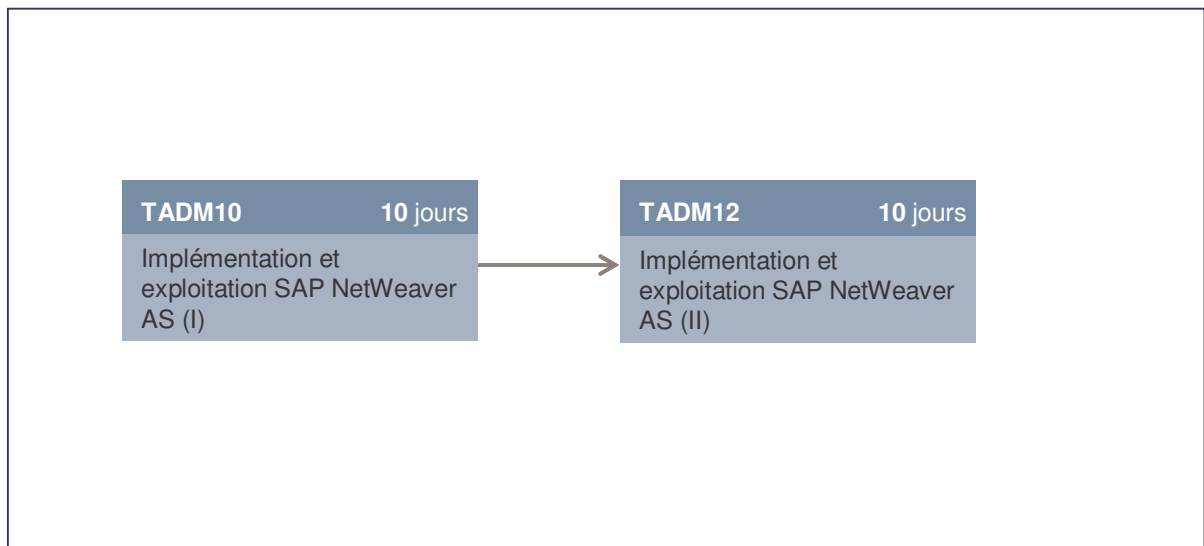 TADM10 10 jours
Implémentation et
exploitation SAP NetWeaver
AS (I)
TADM12 10 jours
Implémentation et
exploitation SAP NetWeaver
AS (II)